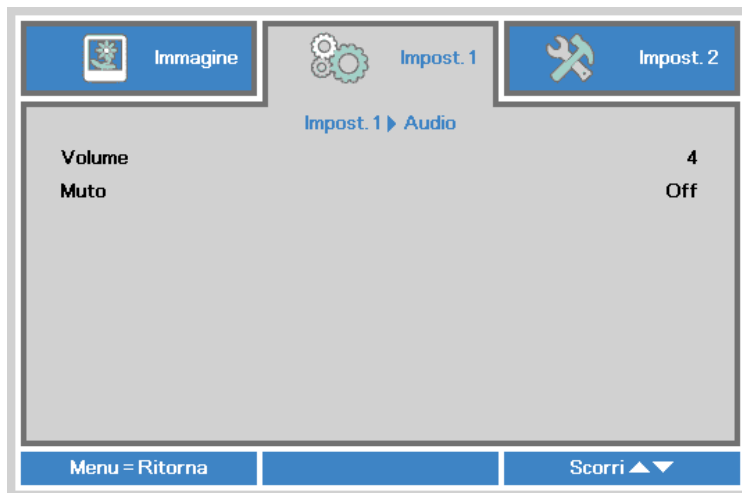 Immagine Impost. 1 Impost. 2
Impost. 1 ▶ Audio
Volume 4
Muto Off
Menu = Ritorna Scorri ▲▼